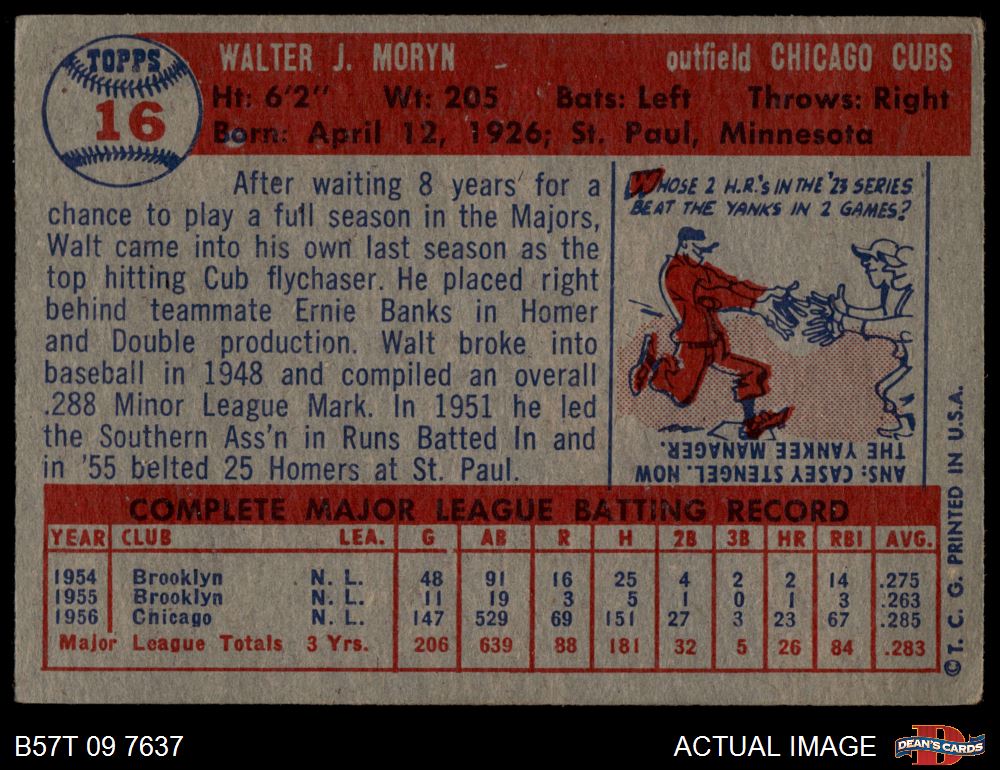 TOPPS
16
WALTER J. MORYN outfield CHICAGO CUBS
Ht: 6'2" Wt: 205 Bats: Left Throws: Right
Born: April 12, 1926; St. Paul, Minnesota
After waiting 8 years for a
chance to play a full season in the Majors,
Walt came into his own last season as the
top hitting Cub flychaser. He placed right
behind teammate Ernie Banks in Homer
and Double production. Walt broke into
baseball in 1948 and compiled an overall
.288 Minor League Mark. In 1951 he led
the Southern Ass'n in Runs Batted In and
in '55 belted 25 Homers at St. Paul.
WHOSE 2 H.R.'S IN THE '23 SERIES
BEAT THE YANKS IN 2 GAMES?
ANS: CASEY STENGEL. NOW
THE YANKEE MANAGER.
COMPLETE MAJOR LEAGUE BATTING RECORD
YEAR CLUB LEA. G AB R H 2B 3B HR RBI AVG.
1954 Brooklyn N. L. 48 91 16 25 4 2 2 14 .275
1955 Brooklyn N. L. 11 19 3 5 1 0 1 3 .263
1956 Chicago N. L. 147 529 69 151 27 3 23 67 .285
Major League Totals 3 Yrs. 206 639 88 181 32 5 26 84 .283
© T. C. G. PRINTED IN U.S.A.
B57T 09 7637 ACTUAL IMAGE DEAN'S CARDS